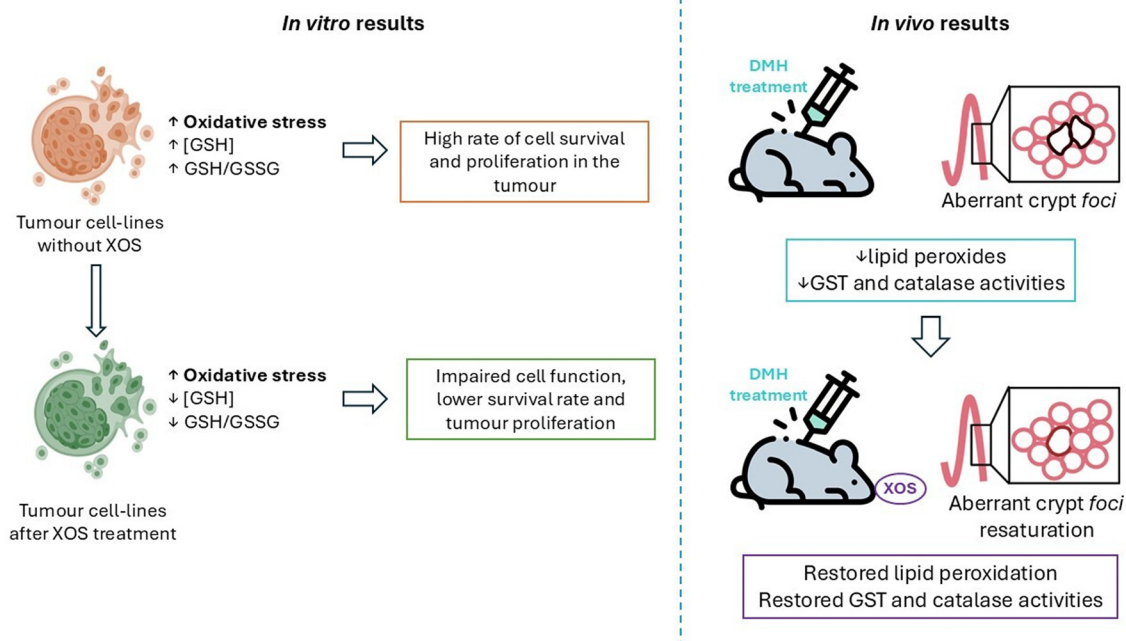 In vitro results
↑ Oxidative stress
↑ [GSH]
↑ GSH/GSSG
High rate of cell survival
and proliferation in the
tumour
Tumour cell-lines
without XOS
↑ Oxidative stress
↓ [GSH]
↓ GSH/GSSG
Impaired cell function,
lower survival rate and
tumour proliferation
Tumour cell-lines
after XOS treatment
In vivo results
DMH
treatment
Aberrant crypt foci
↓lipid peroxides
↓GST and catalase activities
DMH
treatment
XOS
Aberrant crypt foci
resaturation
Restored lipid peroxidation
Restored GST and catalase activities